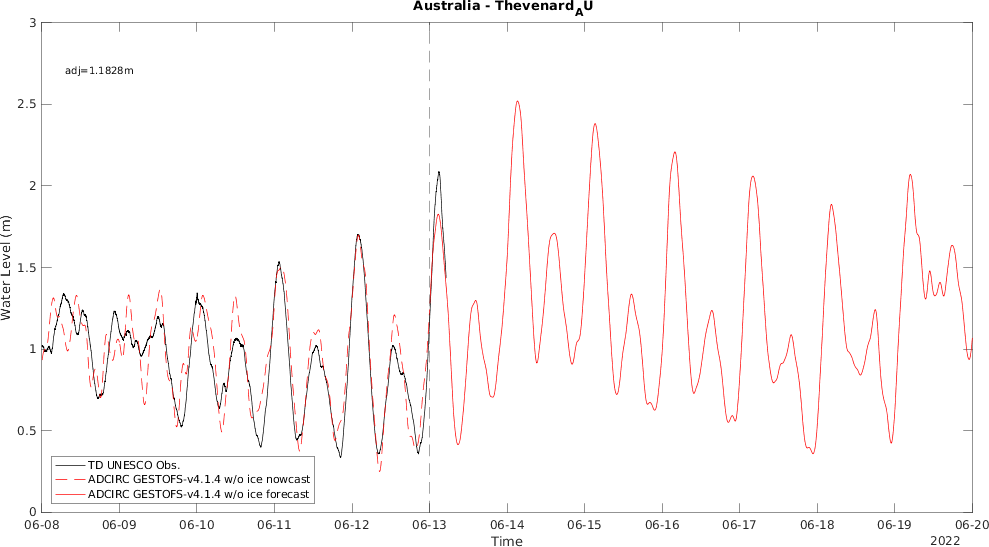 Australia - Thevenard_AU
adj=1.1828m
3
2.5
2
1.5
1
0.5
0
Water Level (m)
TD UNESCO Obs.
ADCIRC GESTOFS-v4.1.4 w/o ice nowcast
ADCIRC GESTOFS-v4.1.4 w/o ice forecast
06-08 06-09 06-10 06-11 06-12 06-13 06-14 06-15 06-16 06-17 06-18 06-19 06-20
Time
2022